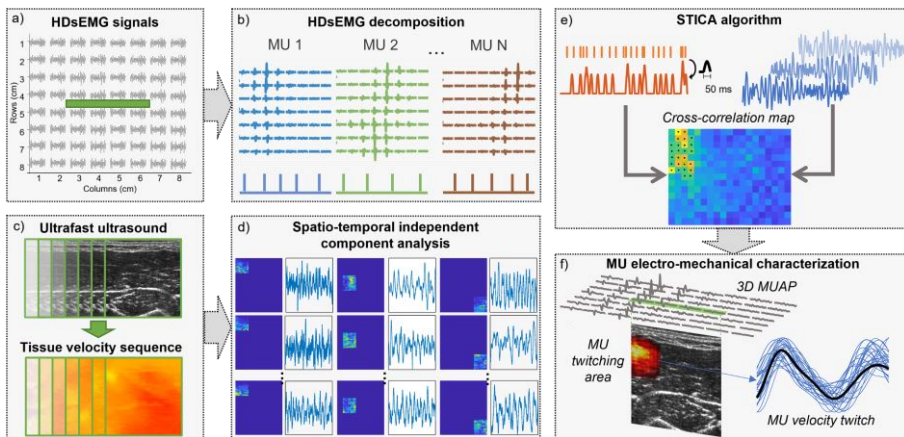 a)
HDsEMG signals
Rows (cm)
1
2
3
4
5
6
7
8
1 2 3 4 5 6 7 8
Columns (cm)
b)
HDsEMG decomposition
MU 1 MU 2 ... MU N
c)
Ultrafast ultrasound
Tissue velocity sequence
d)
Spatio-temporal independent
component analysis
e)
STICA algorithm
50 ms
Cross-correlation map
f)
MU electro-mechanical characterization
3D MUAP
MU
twitching
area
MU velocity twitch